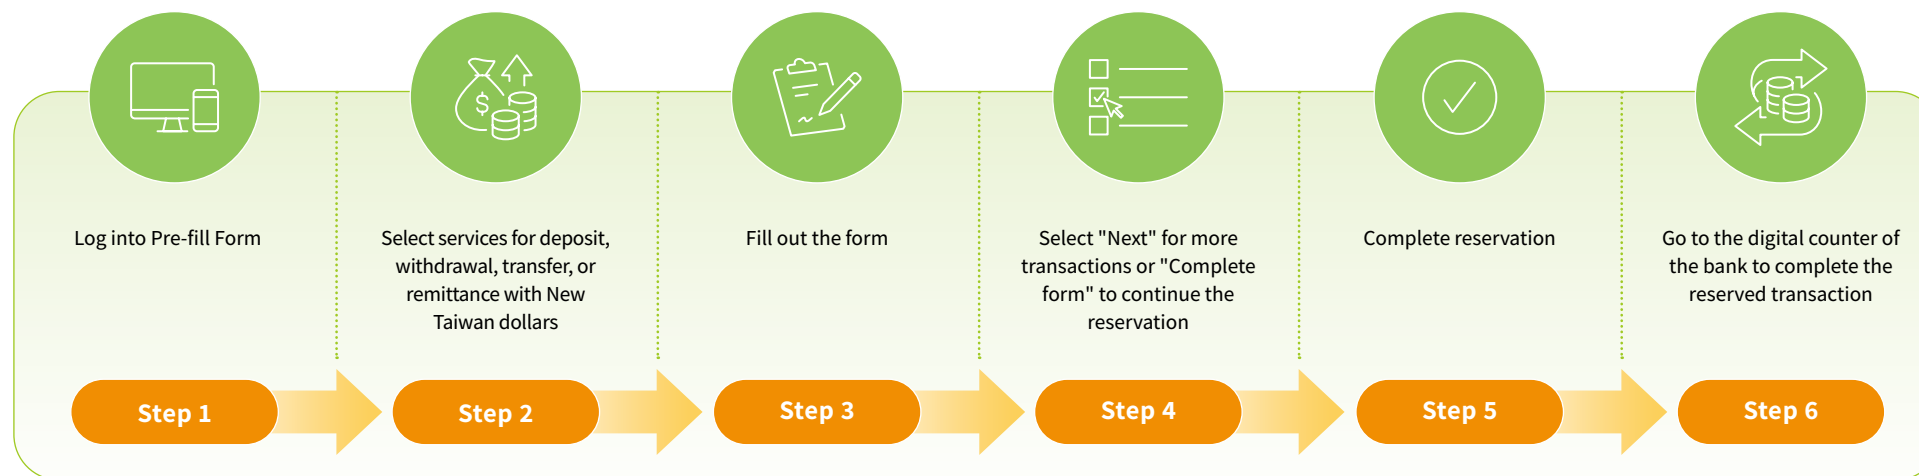 $
Log into Pre-fill Form
Select services for deposit,
withdrawal, transfer, or
remittance with New
Taiwan dollars
Fill out the form
Select "Next" for more
transactions or "Complete
form" to continue the
reservation
Complete reservation
Go to the digital counter of
the bank to complete the
reserved transaction
Step 1
Step 2
Step 3
Step 4
Step 5
Step 6